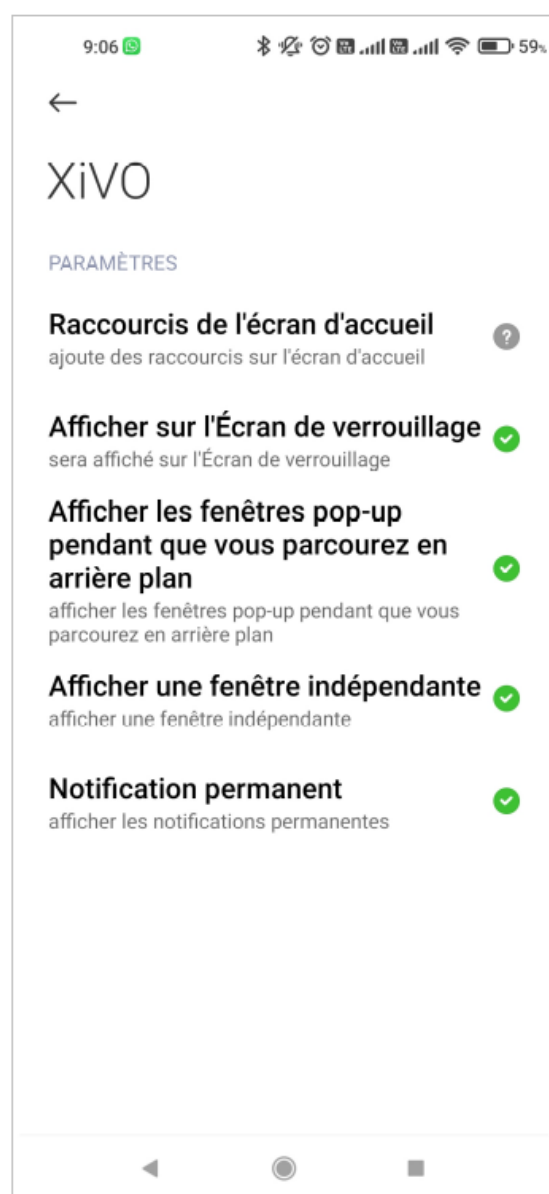 9:06 59%
XiVO
PARAMÈTRES
Raccourcis de l'écran d'accueil
ajoute des raccourcis sur l'écran d'accueil
Afficher sur l'Écran de verrouillage
sera affiché sur l'Écran de verrouillage
Afficher les fenêtres pop-up
pendant que vous parcourez en
arrière plan
afficher les fenêtres pop-up pendant que vous
parcourez en arrière plan
Afficher une fenêtre indépendante
afficher une fenêtre indépendante
Notification permanent
afficher les notifications permanentes